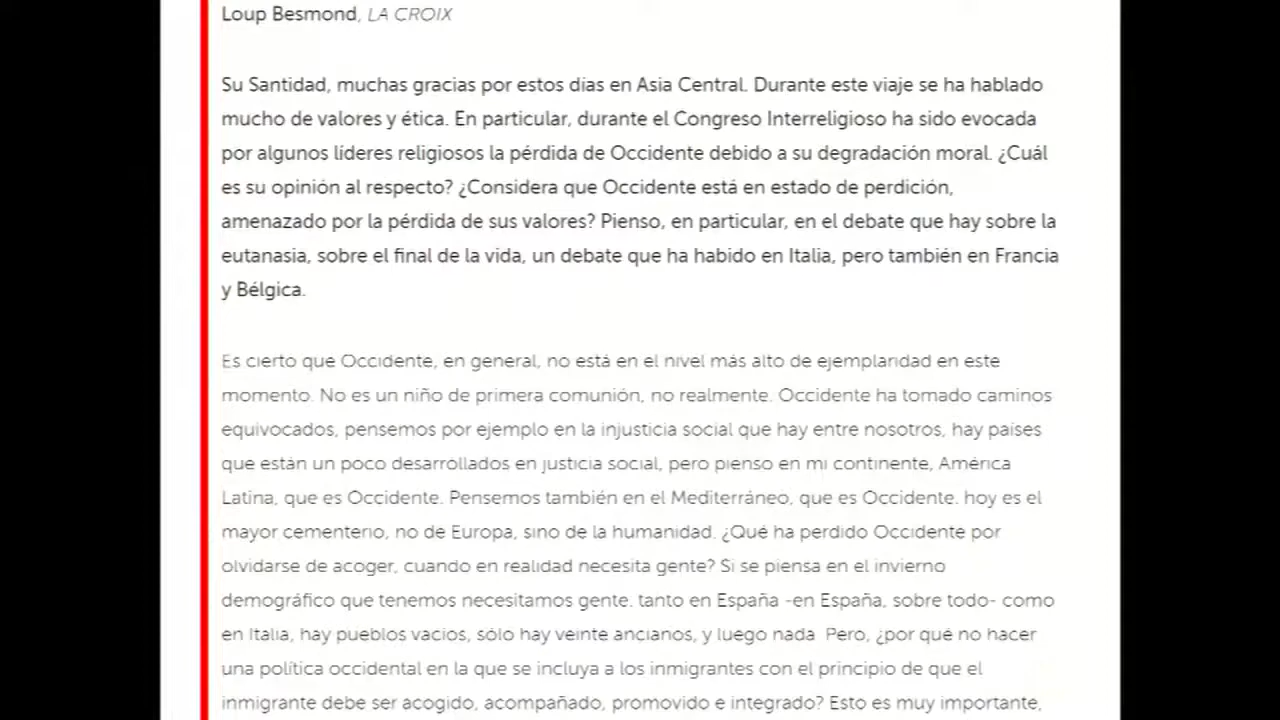 Loup Besmond, LA CROIX
Su Santidad, muchas gracias por estos días en Asia Central. Durante este viaje se ha hablado
mucho de valores y ética. En particular, durante el Congreso Interreligioso ha sido evocada
por algunos líderes religiosos la pérdida de Occidente debido a su degradación moral. ¿Cuál
es su opinión al respecto? ¿Considera que Occidente está en estado de perdición,
amenazado por la pérdida de sus valores? Pienso, en particular, en el debate que hay sobre la
eutanasia, sobre el final de la vida, un debate que ha habido en Italia, pero también en Francia
y Bélgica.
Es cierto que Occidente, en general, no está en el nivel más alto de ejemplaridad en este
momento. No es un niño de primera comunión, no realmente. Occidente ha tomado caminos
equivocados, pensemos por ejemplo en la injusticia social que hay entre nosotros, hay países
que están un poco desarrollados en justicia social, pero pienso en mi continente, América
Latina, que es Occidente. Pensemos también en el Mediterráneo, que es Occidente. hoy es el
mayor cementerio, no de Europa, sino de la humanidad. ¿Qué ha perdido Occidente por
olvidarse de acoger, cuando en realidad necesita gente? Si se piensa en el invierno
demográfico que tenemos necesitamos gente. tanto en España -en España, sobre todo- como
en Italia, hay pueblos vacíos, sólo hay veinte ancianos, y luego nada Pero, ¿por qué no hacer
una política occidental en la que se incluya a los inmigrantes con el principio de que el
inmigrante debe ser acogido, acompañado, promovido e integrado? Esto es muy importante,